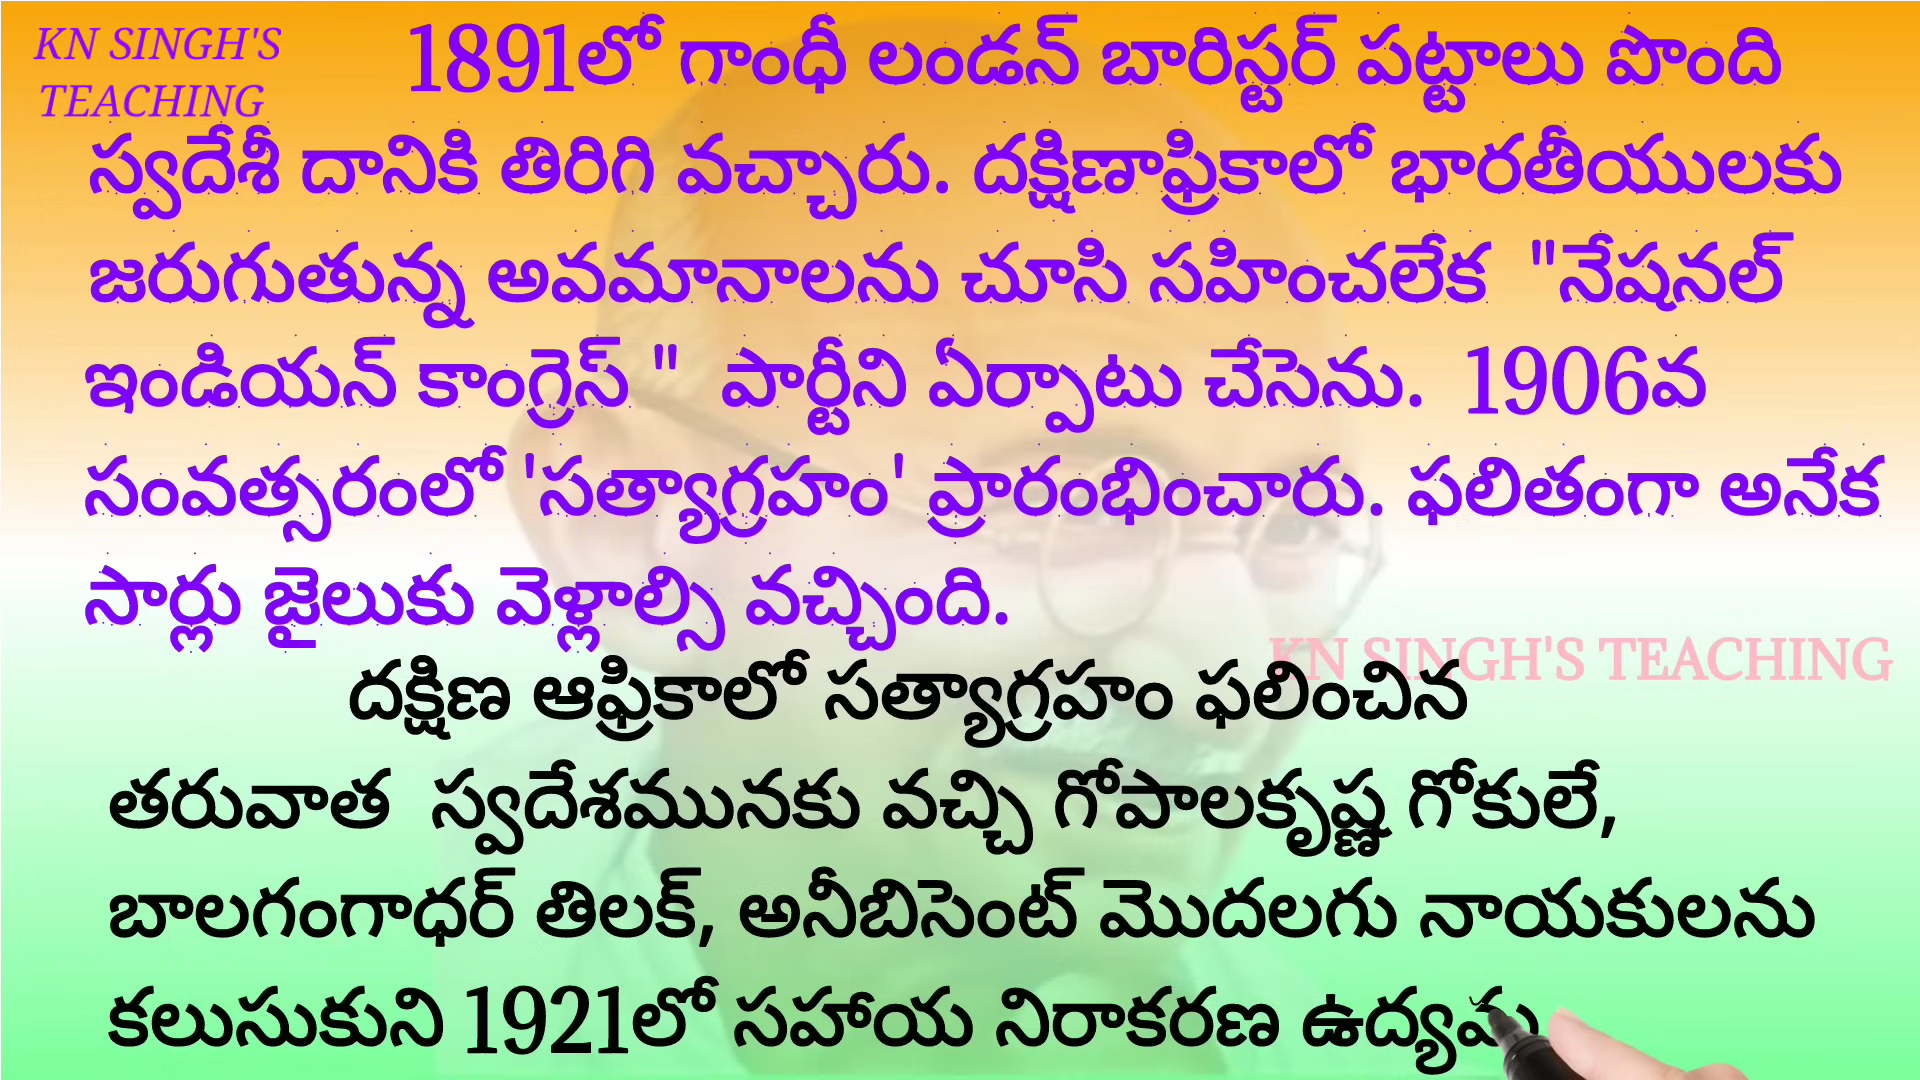 KN SINGH'S
TEACHING
1891లో గాంధీ లండన్ బారిస్టర్ పట్టాలు పొంది
స్వదేశీ దానికి తిరిగి వచ్చారు. దక్షిణాఫ్రికాలో భారతీయులకు
జరుగుతున్న అవమానాలను చూసి సహించలేక "నేషనల్
ఇండియన్ కాంగ్రెస్ " పార్టీని ఏర్పాటు చేసెను. 1906వ
సంవత్సరంలో 'సత్యాగ్రహం' ప్రారంభించారు. ఫలితంగా అనేక
సార్లు జైలుకు వెళ్లాల్సి వచ్చింది.
KN SINGH'S TEACHING
దక్షిణ ఆఫ్రికాలో సత్యాగ్రహం ఫలించిన
తరువాత స్వదేశమునకు వచ్చి గోపాలకృష్ణ గోకులే,
బాలగంగాధర్ తిలక్, అనీబిసెంట్ మొదలగు నాయకులను
కలుసుకుని 1921లో సహాయ నిరాకరణ